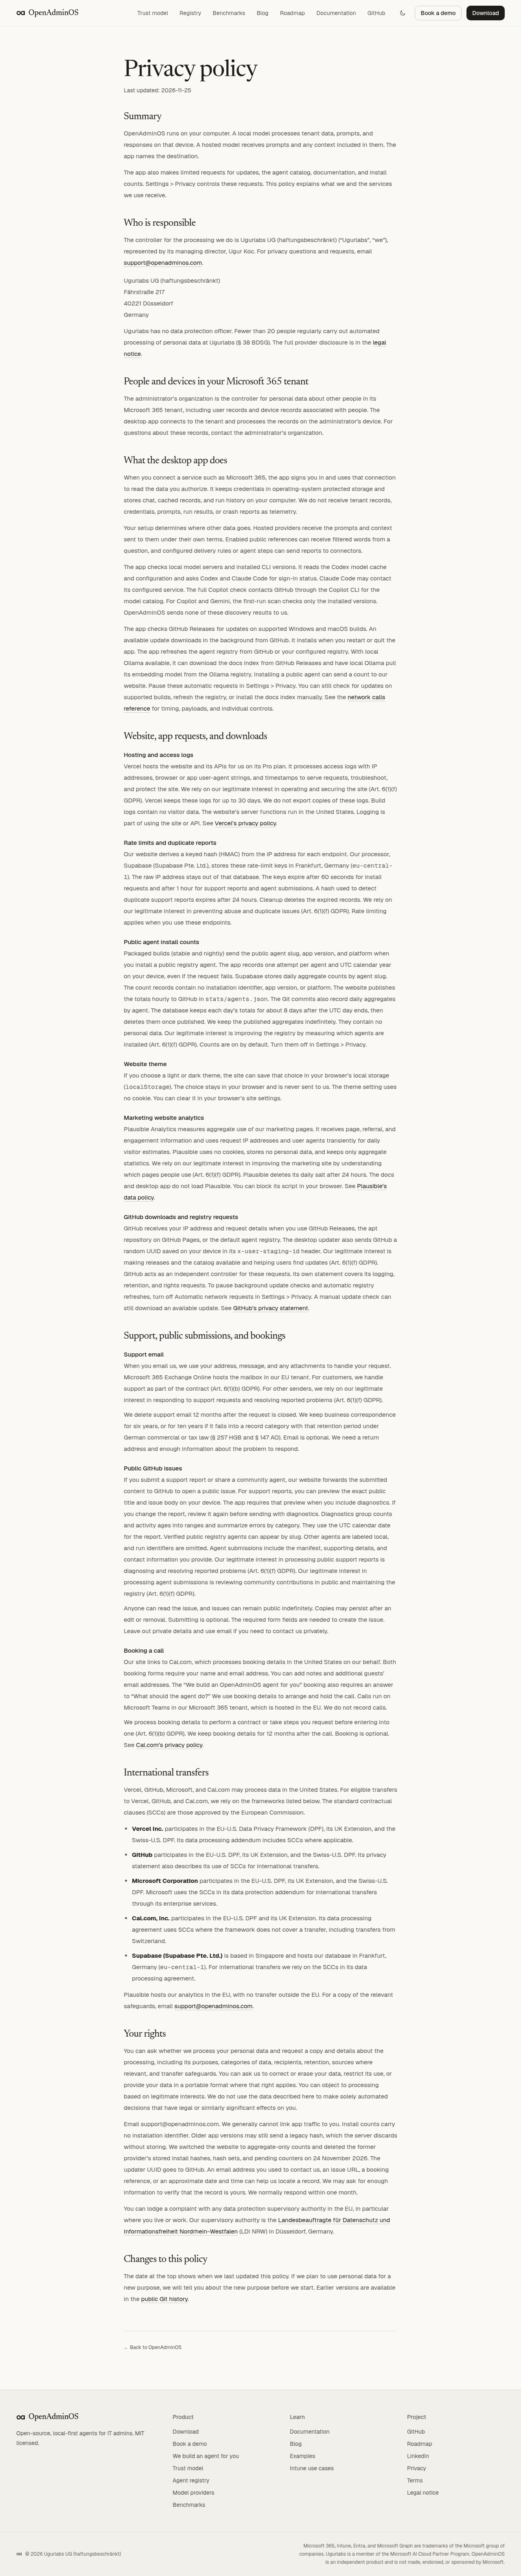 OpenAdminOS
Trust model Registry Benchmarks Blog Roadmap Documentation GitHub Book a demo Download
Privacy policy
Last updated: 2026-11-25
Summary
OpenAdminOS runs on your computer. A local model processes tenant data, prompts, and
responses on that device. A hosted model receives prompts and any context included in them. The
app names the destination.
The app also makes limited requests for updates, the agent catalog, documentation, and install
counts. Settings > Privacy controls these requests. This policy explains what we and the services
we use receive.
Who is responsible
The controller for the processing we do is Ugurlabs UG (haftungsbeschränkt) ("Ugurlabs", "we"),
represented by its managing director, Ugur Koc. For privacy questions and requests, email
support@openadminos.com.
Ugurlabs UG (haftungsbeschränkt)
Fährstraße 217
40221 Düsseldorf
Germany
Ugurlabs has no data protection officer. Fewer than 20 people regularly carry out automated
processing of personal data at Ugurlabs (§ 38 BDSG). The full provider disclosure is in the legal
notice.
People and devices in your Microsoft 365 tenant
The administrator's organization is the controller for personal data about other people in its
Microsoft 365 tenant, including user records and device records associated with people. The
desktop app connects to the tenant and processes the records on the administrator's device. For
questions about these records, contact the administrator's organization.
What the desktop app does
When you connect a service such as Microsoft 365, the app signs you in and uses that connection
to read the data you authorize. It keeps credentials in operating-system protected storage and
stores chat, cached records, and run history on your computer. We do not receive tenant records,
credentials, prompts, run results, or crash reports as telemetry.
Your setup determines where other data goes. Hosted providers receive the prompts and context
sent to them under their own terms. Enabled public references can receive filtered words from a
question, and configured delivery rules or agent steps can send reports to connectors.
The app checks local model servers and installed CLI versions. It reads the Codex model cache
and configuration and asks Codex and Claude Code for sign-in status. Claude Code may contact
its configured service. The full Copilot check contacts GitHub through the Copilot CLI for the
model catalog. For Copilot and Gemini, the first-run scan checks only the installed versions.
OpenAdminOS sends none of these discovery results to us.
The app checks GitHub Releases for updates on supported Windows and macOS builds. An
available update downloads in the background from GitHub. It installs when you restart or quit the
app. The app refreshes the agent registry from GitHub or your configured registry. With local
Ollama available, it can download the docs index from GitHub Releases and have local Ollama pull
its embedding model from the Ollama registry. Installing a public agent can send a count to our
website. Pause these automatic requests in Settings > Privacy. You can still check for updates on
supported builds, refresh the registry, or install the docs index manually. See the network calls
reference for timing, payloads, and individual controls.
Website, app requests, and downloads
Hosting and access logs
Vercel hosts the website and its APIs for us on its Pro plan. It processes access logs with IP
addresses, browser or app user-agent strings, and timestamps to serve requests, troubleshoot,
and protect the site. We rely on our legitimate interest in operating and securing the site (Art. 6(1)(f)
GDPR). Vercel keeps these logs for up to 30 days. We do not export copies of these logs. Build
logs contain no visitor data. The website's server functions run in the United States. Logging is
part of using the site or API. See Vercel's privacy policy.
Rate limits and duplicate reports
Our website derives a keyed hash (HMAC) from the IP address for each endpoint. Our processor,
Supabase (Supabase Pte. Ltd.), stores these rate-limit keys in Frankfurt, Germany (eu-central-
1). The raw IP address stays out of that database. The keys expire after 60 seconds for install
requests and after 1 hour for support reports and agent submissions. A hash used to detect
duplicate support reports expires after 24 hours. Cleanup deletes the expired records. We rely on
our legitimate interest in preventing abuse and duplicate issues (Art. 6(1)(f) GDPR). Rate limiting
applies when you use these endpoints.
Public agent install counts
Packaged builds (stable and nightly) send the public agent slug, app version, and platform when
you install a public registry agent. The app records one attempt per agent and UTC calendar year
on your device, even if the request fails. Supabase stores daily aggregate counts by agent slug.
The count records contain no installation identifier, app version, or platform. The website publishes
the totals hourly to GitHub in stats/agents.json. The Git commits also record daily aggregates
by agent. The database keeps each day's totals for about 8 days after the UTC day ends, then
deletes them once published. We keep the published aggregates indefinitely. They contain no
personal data. Our legitimate interest is improving the registry by measuring which agents are
installed (Art. 6(1)(f) GDPR). Counts are on by default. Turn them off in Settings > Privacy.
Website theme
If you choose a light or dark theme, the site can save that choice in your browser's local storage
(localStorage). The choice stays in your browser and is never sent to us. The theme setting uses
no cookie. You can clear it in your browser's site settings.
Marketing website analytics
Plausible Analytics measures aggregate use of our marketing pages. It receives page, referral, and
engagement information and uses request IP addresses and user agents transiently for daily
visitor estimates. Plausible uses no cookies, stores no personal data, and keeps only aggregate
statistics. We rely on our legitimate interest in improving the marketing site by understanding
which pages people use (Art. 6(1)(f) GDPR). Plausible deletes its daily salt after 24 hours. The docs
and desktop app do not load Plausible. You can block its script in your browser. See Plausible's
data policy.
GitHub downloads and registry requests
GitHub receives your IP address and request details when you use GitHub Releases, the apt
repository on GitHub Pages, or the default agent registry. The desktop updater also sends GitHub a
random UUID saved on your device in its x-user-staging-id header. Our legitimate interest is
making releases and the catalog available and helping users find updates (Art. 6(1)(f) GDPR).
GitHub acts as an independent controller for these requests. Its own statement covers its logging,
retention, and rights requests. To pause background update checks and automatic registry
refreshes, turn off Automatic network requests in Settings > Privacy. A manual update check can
still download an available update. See GitHub's privacy statement.
Support, public submissions, and bookings
Support email
When you email us, we use your address, message, and any attachments to handle your request.
Microsoft 365 Exchange Online hosts the mailbox in our EU tenant. For customers, we handle
support as part of the contract (Art. 6(1)(b) GDPR). For other senders, we rely on our legitimate
interest in responding to support requests and resolving reported problems (Art. 6(1)(f) GDPR).
We delete support email 12 months after the request is closed. We keep business correspondence
for six years, or for ten years if it falls into a record category with that retention period under
German commercial or tax law (§ 257 HGB and § 147 AO). Email is optional. We need a return
address and enough information about the problem to respond.
Public GitHub issues
If you submit a support report or share a community agent, our website forwards the submitted
content to GitHub to open a public issue. For support reports, you can preview the exact public
title and issue body on your device. The app requires that preview when you include diagnostics. If
you change the report, review it again before sending with diagnostics. Diagnostics group counts
and activity ages into ranges and summarize errors by category. They use the UTC calendar date
for the report. Verified public registry agents can appear by slug. Other agents are labeled local,
and run identifiers are omitted. Agent submissions include the manifest, supporting details, and
contact information you provide. Our legitimate interest in processing public support reports is
diagnosing and resolving reported problems (Art. 6(1)(f) GDPR). Our legitimate interest in
processing agent submissions is reviewing community contributions in public and maintaining the
registry (Art. 6(1)(f) GDPR).
Anyone can read the issue, and issues can remain public indefinitely. Copies may persist after an
edit or removal. Submitting is optional. The required form fields are needed to create the issue.
Leave out private details and use email if you need to contact us privately.
Booking a call
Our site links to Cal.com, which processes booking details in the United States on our behalf. Both
booking forms require your name and email address. You can add notes and additional guests'
email addresses. The "We build an OpenAdminOS agent for you" booking also requires an answer
to "What should the agent do?" We use booking details to arrange and hold the call. Calls run on
Microsoft Teams in our Microsoft 365 tenant, which is hosted in the EU. We do not record calls.
We process booking details to perform a contract or take steps you request before entering into
one (Art. 6(1)(b) GDPR). We keep booking details for 12 months after the call. Booking is optional.
See Cal.com's privacy policy.
International transfers
Vercel, GitHub, Microsoft, and Cal.com may process data in the United States. For eligible transfers
to Vercel, GitHub, and Cal.com, we rely on the frameworks listed below. The standard contractual
clauses (SCCs) are those approved by the European Commission.
• Vercel Inc. participates in the EU-U.S. Data Privacy Framework (DPF), its UK Extension, and the
Swiss-U.S. DPF. Its data processing addendum includes SCCs where applicable.
• GitHub participates in the EU-U.S. DPF, its UK Extension, and the Swiss-U.S. DPF. Its privacy
statement also describes its use of SCCs for international transfers.
• Microsoft Corporation participates in the EU-U.S. DPF, its UK Extension, and the Swiss-U.S.
DPF. Microsoft uses the SCCs in its data protection addendum for international transfers
through its enterprise services.
• Cal.com, Inc. participates in the EU-U.S. DPF and its UK Extension. Its data processing
agreement uses SCCs where the framework does not cover a transfer, including transfers from
Switzerland.
• Supabase (Supabase Pte. Ltd.) is based in Singapore and hosts our database in Frankfurt,
Germany (eu-central-1). For international transfers we rely on the SCCs in its data
processing agreement.
Plausible hosts our analytics in the EU, with no transfer outside the EU. For a copy of the relevant
safeguards, email support@openadminos.com.
Your rights
You can ask whether we process your personal data and request a copy and details about the
processing, including its purposes, categories of data, recipients, retention, sources where
relevant, and transfer safeguards. You can ask us to correct or erase your data, restrict its use, or
provide your data in a portable format where that right applies. You can object to processing
based on legitimate interests. We do not use the data described here to make solely automated
decisions that have legal or similarly significant effects on you.
Email support@openadminos.com. We generally cannot link app traffic to you. Install counts carry
no installation identifier. Older app versions may still send a legacy hash, which the server discards
without storing. We switched the website to aggregate-only counts and deleted the former
provider's stored install hashes, hash sets, and pending counters on 24 November 2026. The
updater UUID goes to GitHub. An email address you used to contact us, an issue URL, a booking
reference, or an approximate date and time can help us locate a record. We may ask for enough
information to verify that the record is yours. We normally respond within one month.
You can lodge a complaint with any data protection supervisory authority in the EU, in particular
where you live or work. Our supervisory authority is the Landesbeauftragte für Datenschutz und
Informationsfreiheit Nordrhein-Westfalen (LDI NRW) in Düsseldorf, Germany.
Changes to this policy
The date at the top shows when we last updated this policy. If we plan to use personal data for a
new purpose, we will tell you about the new purpose before we start. Earlier versions are available
in the public Git history.
← Back to OpenAdminOS
OpenAdminOS
Open-source, local-first agents for IT admins. MIT
licensed.
Product
Download
Book a demo
We build an agent for you
Trust model
Agent registry
Model providers
Benchmarks
Learn
Documentation
Blog
Examples
Intune use cases
Project
GitHub
Roadmap
LinkedIn
Privacy
Terms
Legal notice
© 2026 Ugurlabs UG (haftungsbeschränkt)
Microsoft 365, Intune, Entra, and Microsoft Graph are trademarks of the Microsoft group of
companies. Ugurlabs is a member of the Microsoft AI Cloud Partner Program. OpenAdminOS
is an independent product and is not made, endorsed, or sponsored by Microsoft.